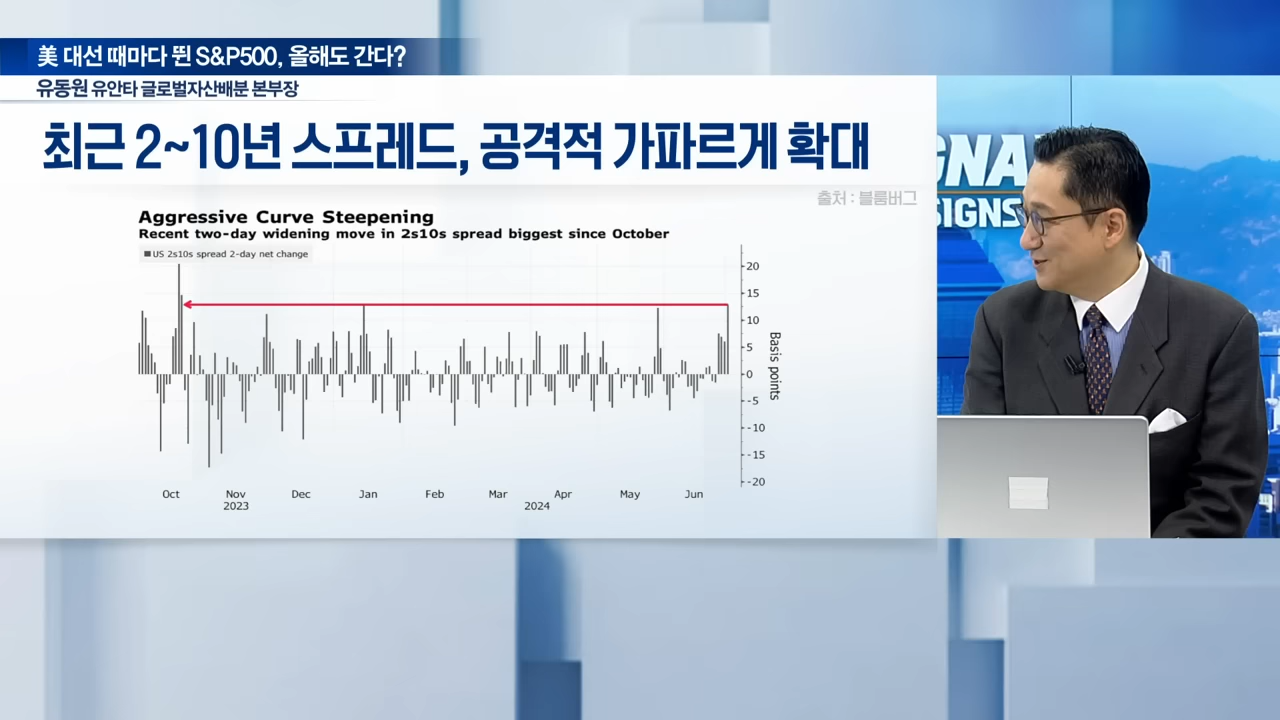 美 대선 때마다 뛴 S&P500, 올해도 간다?
유동원 유안타 글로벌자산배분 본부장
최근 2~10년 스프레드, 공격적 가파르게 확대
출처 : 블룸버그
Aggressive Curve Steepening
Recent two-day widening move in 2s10s spread biggest since October
US 2s10s spread 2-day net change
20
15
10
5
0
-5
-10
-15
-20
Basis points
Oct Nov Dec Jan Feb Mar Apr May Jun
2023 2024
GNA
SIGNS